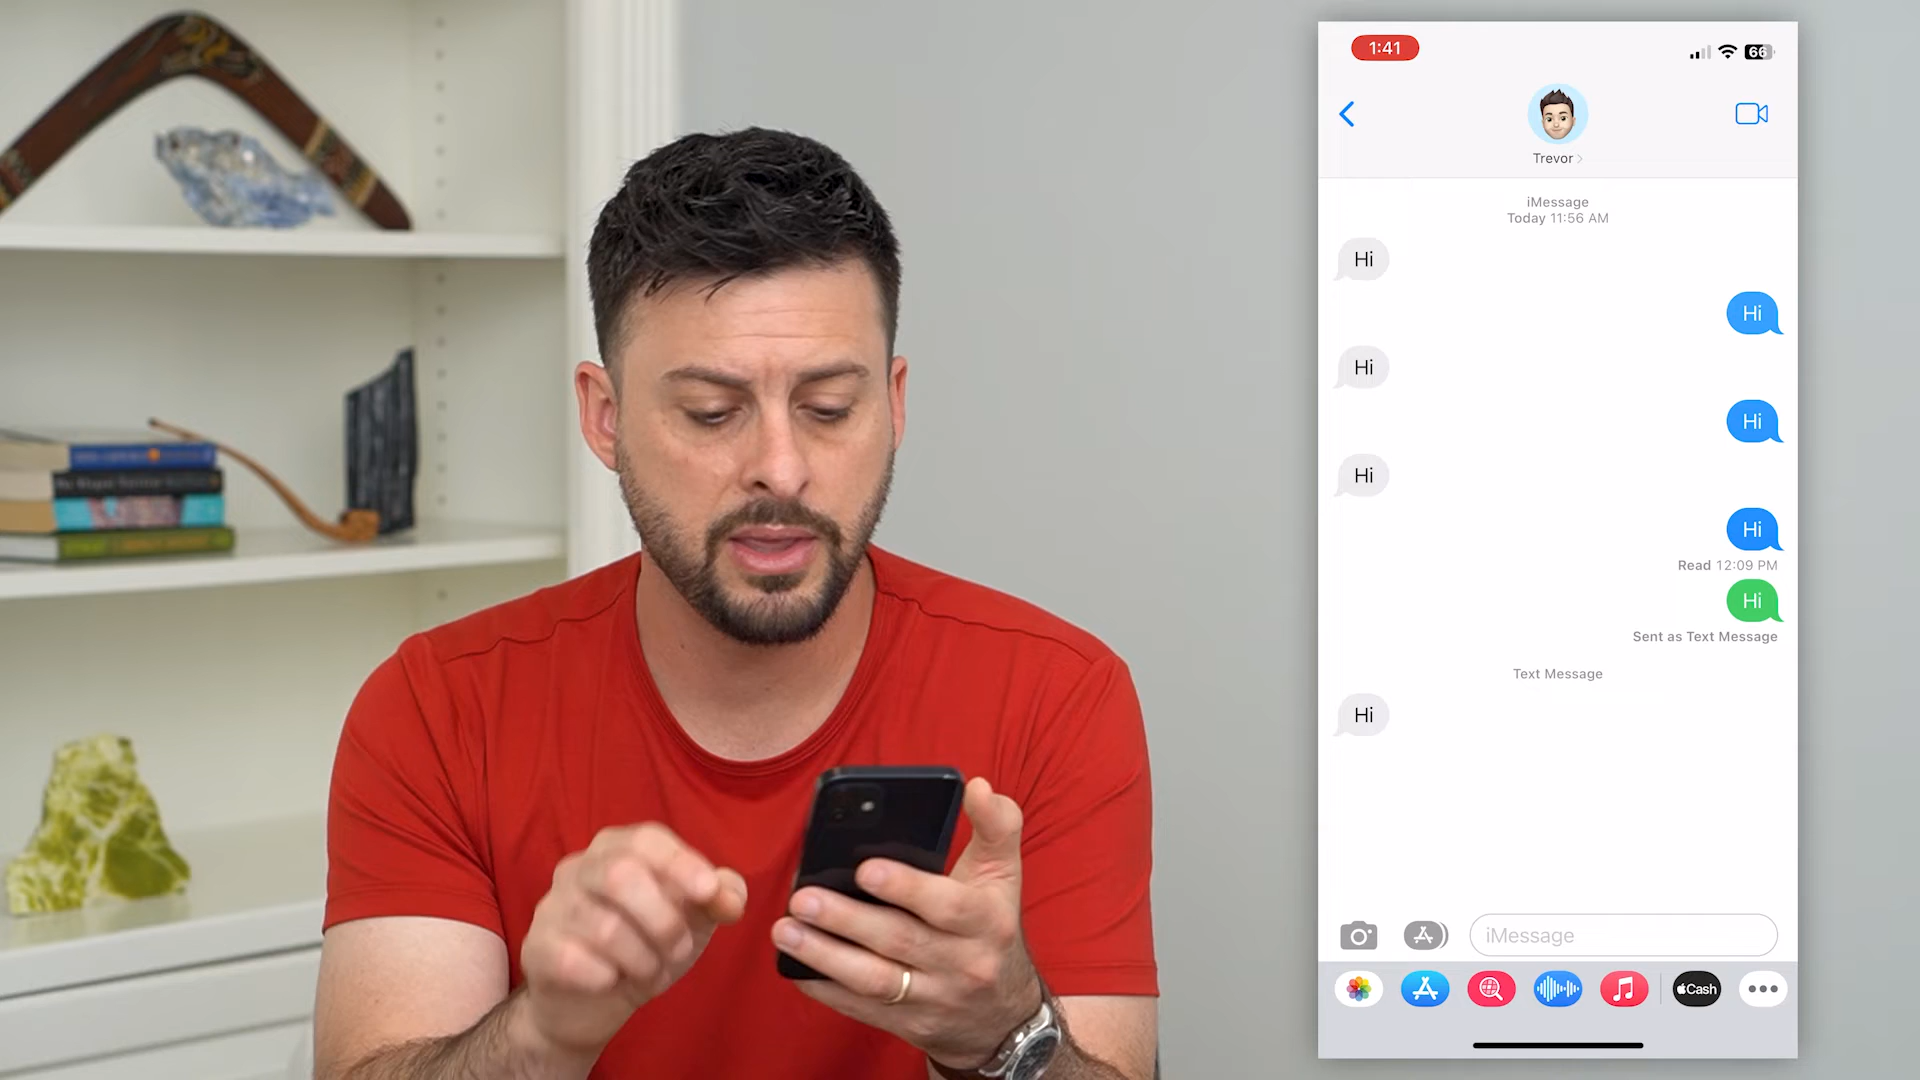 1:41
66
Trevor
iMessage
Today 11:56 AM
Hi
Hi
Hi
Hi
Hi
Hi
Read 12:09 PM
Hi
Sent as Text Message
Text Message
Hi
iMessage
Cash